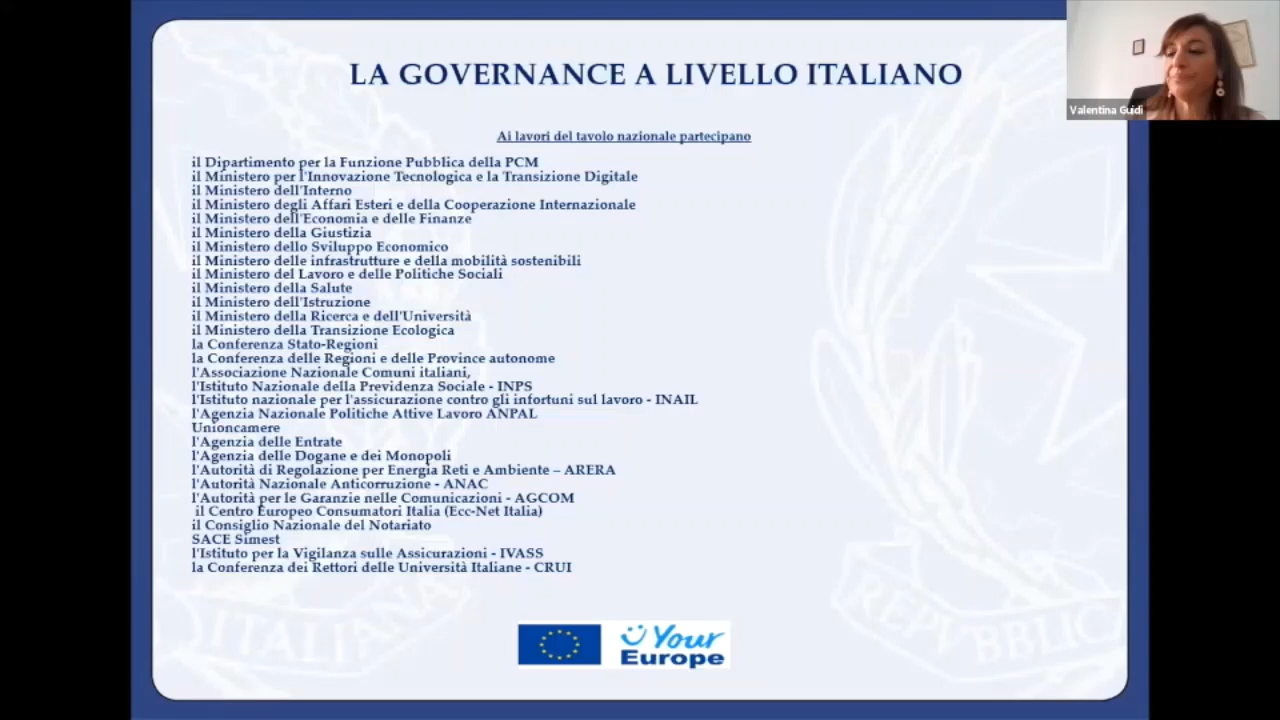 LA GOVERNANCE A LIVELLO ITALIANO
Valentina Guidi
Ai lavori del tavolo nazionale partecipano
il Dipartimento per la Funzione Pubblica della PCM
il Ministero per l'Innovazione Tecnologica e la Transizione Digitale
il Ministero dell'Interno
il Ministero degli Affari Esteri e della Cooperazione Internazionale
il Ministero dell'Economia e delle Finanze
il Ministero della Giustizia
il Ministero dello Sviluppo Economico
il Ministero delle infrastrutture e della mobilità sostenibili
il Ministero del Lavoro e delle Politiche Sociali
il Ministero della Salute
il Ministero dell'Istruzione
il Ministero della Ricerca e dell'Università
il Ministero della Transizione Ecologica
la Conferenza Stato-Regioni
la Conferenza delle Regioni e delle Province autonome
l'Associazione Nazionale Comuni italiani,
l'Istituto Nazionale della Previdenza Sociale - INPS
l'Istituto nazionale per l'assicurazione contro gli infortuni sul lavoro - INAIL
l'Agenzia Nazionale Politiche Attive Lavoro ANPAL
Unioncamere
l'Agenzia delle Entrate
l'Agenzia delle Dogane e dei Monopoli
l'Autorità di Regolazione per Energia Reti e Ambiente – ARERA
l'Autorità Nazionale Anticorruzione - ANAC
l'Autorità per le Garanzie nelle Comunicazioni - AGCOM
il Centro Europeo Consumatori Italia (Ecc-Net Italia)
il Consiglio Nazionale del Notariato
SACE Simest
l'Istituto per la Vigilanza sulle Assicurazioni - IVASS
la Conferenza dei Rettori delle Università Italiane - CRUI
ITALIANA
REPVBBLIC
Your
Europe